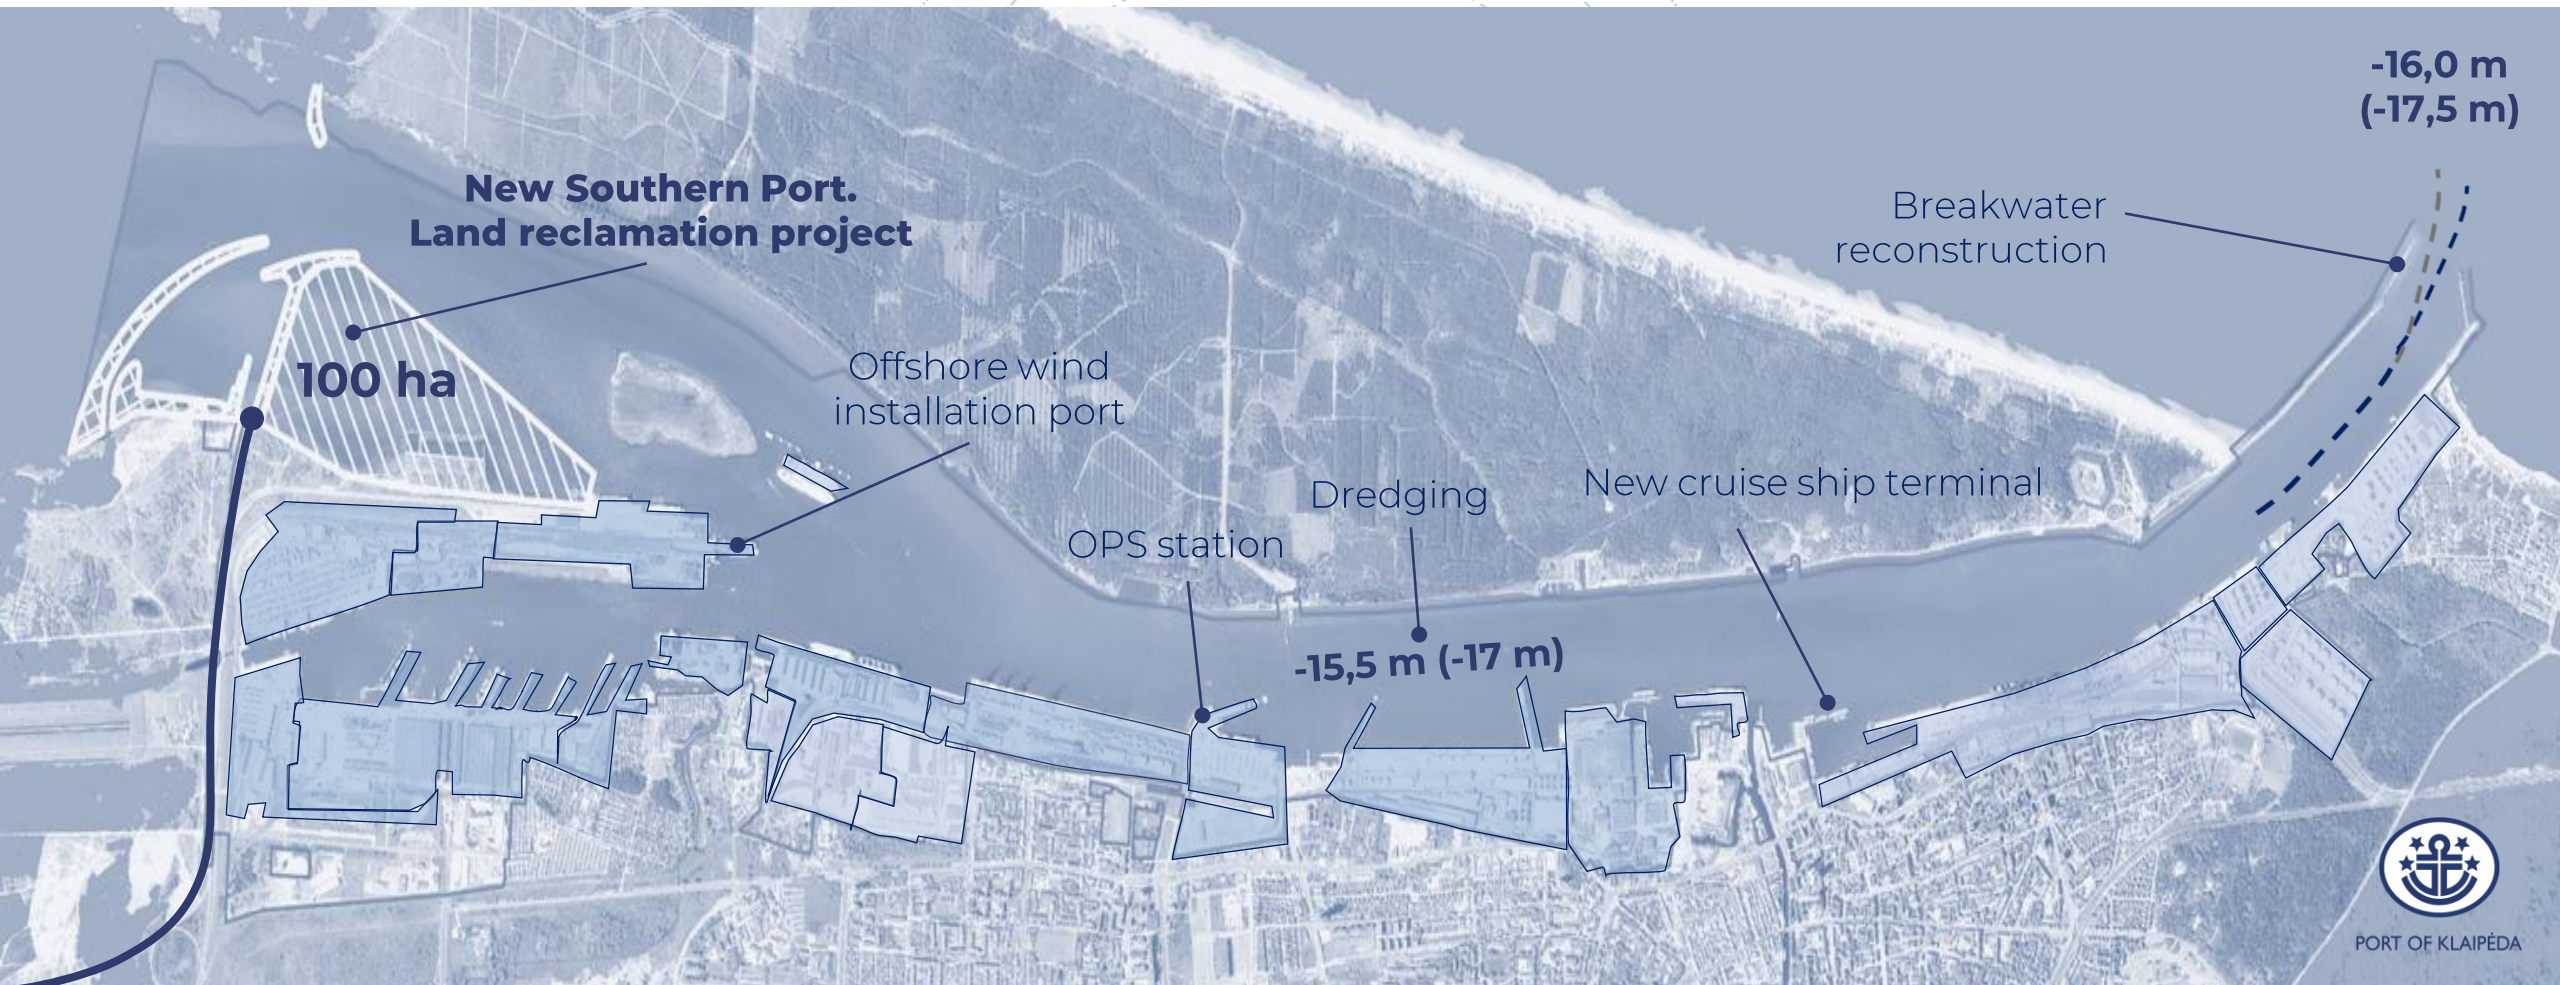 -16,0 m
(-17,5 m)
New Southern Port.
Land reclamation project
Breakwater
reconstruction
100 ha
Offshore wind
installation port
OPS station
Dredging
New cruise ship terminal
-15,5 m (-17 m)
PORT OF KLAIPĖDA